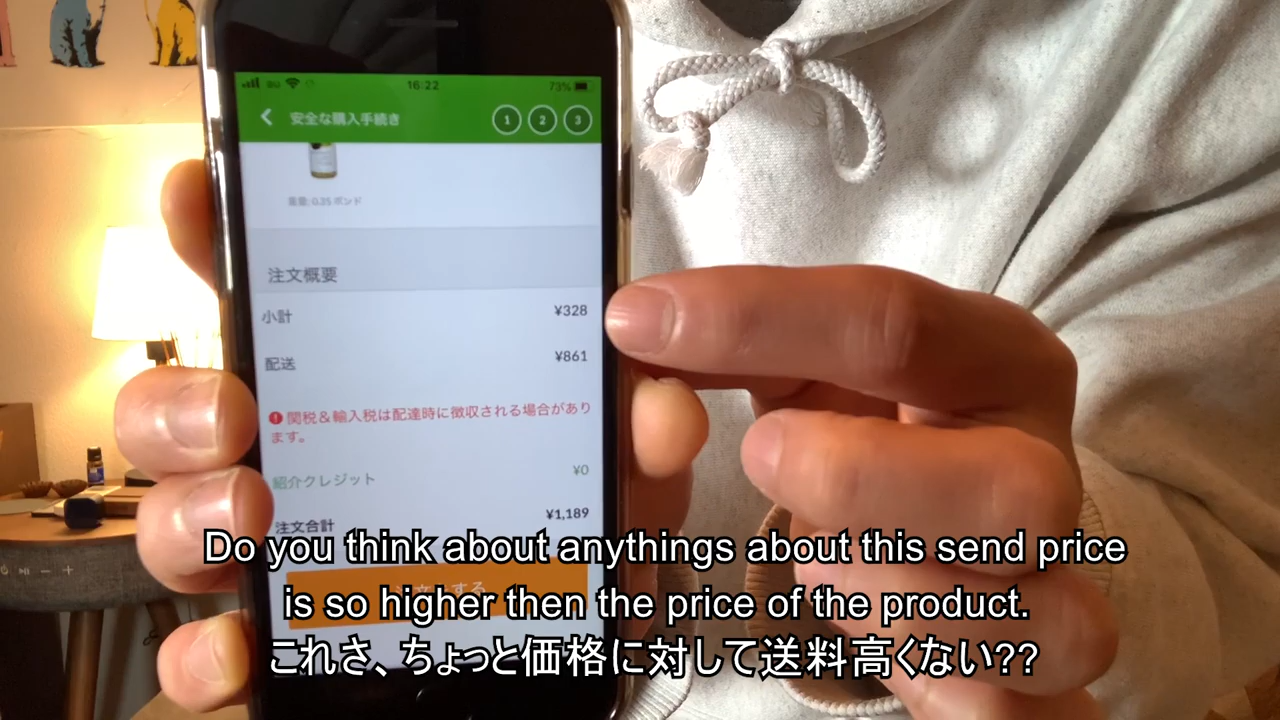 au 16:22 73%
安全な購入手続き 1 2 3
重量: 0.35 ポンド
注文概要
小計 ¥328
配送 ¥861
関税＆輸入税は配達時に徴収される場合があり
ます。
紹介クレジット ¥0
注文合計 ¥1,189
Do you think about anythings about this send price
is so higher then the price of the product.
これさ、ちょっと価格に対して送料高くない??